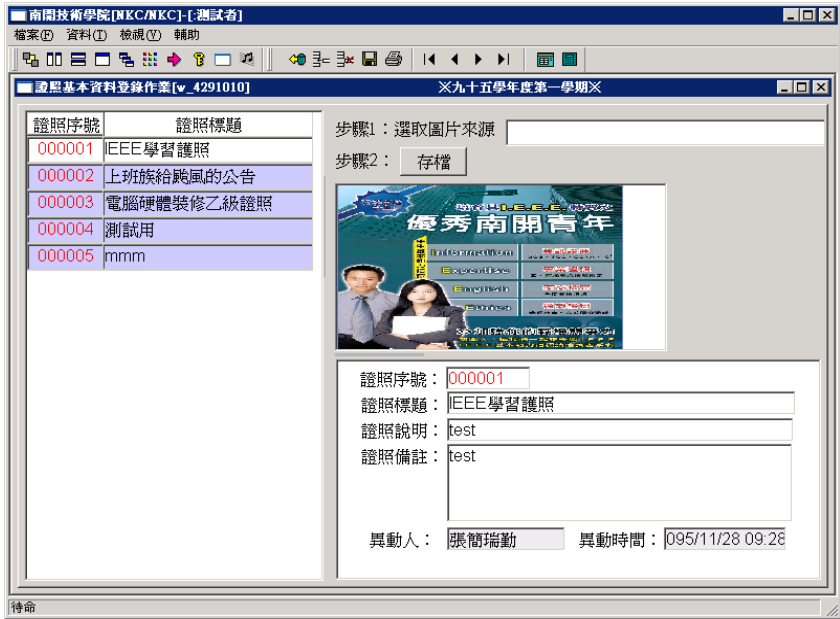 南開技術學院[NKC/NKC]-[:測試者]
檔案(F) 資料(I) 檢視(V) 輔助
證照基本資料登錄作業[w_4291010] ※九十五學年度第一學期※
證照序號 證照標題
000001 IEEE學習護照
000002 上班族給颱風的公告
000003 電腦硬體裝修乙級證照
000004 測試用
000005 mmm
步驟1：選取圖片來源
步驟2： 存檔
I.E.E.E.
優秀南開青年
Information
Expertise
English
Ethics
證照序號： 000001
證照標題： IEEE學習護照
證照說明： test
證照備註： test
異動人： 張簡瑞勤 異動時間： 095/11/28 09:28
待命